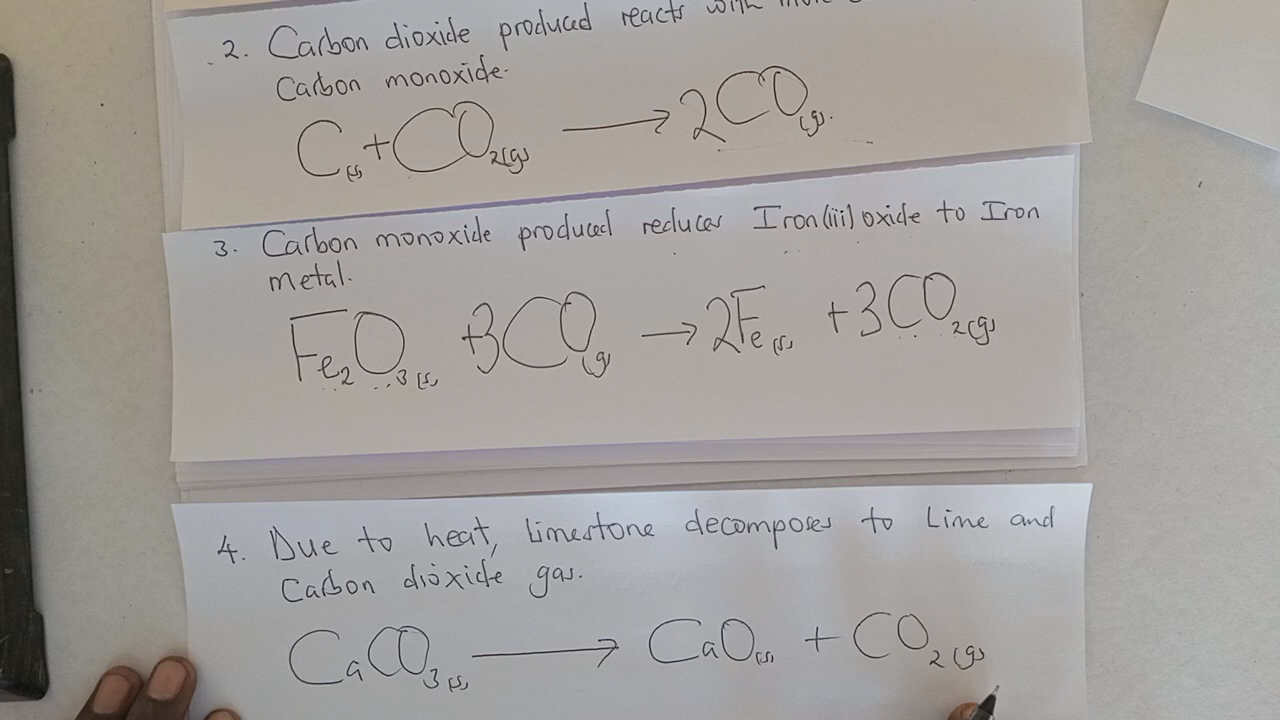 2. Carbon dioxide produced reacts with
Carbon monoxide.
C(s) + CO2(g) → 2CO(g).
3. Carbon monoxide produced reduces Iron(iii) oxide to Iron
metal.
Fe2O3(s) +3CO(g) → 2Fe(s) +3CO2(g)
4. Due to heat, limestone decomposes to Lime and
Carbon dioxide gas.
CaCO3(s) → CaO(s) + CO2(g)